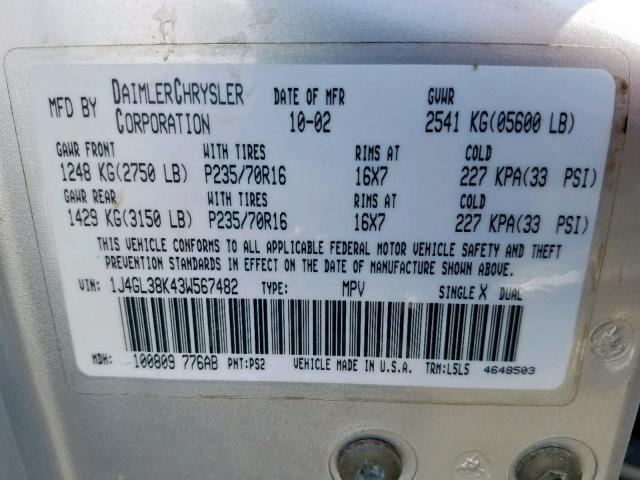 MFD BY DAIMLERCHRYSLER CORPORATION DATE OF MFR 10-02 GVWR 2541 KG(05600 LB)
GAWR FRONT WITH TIRES RIMS AT COLD
1248 KG(2750 LB) P235/70R16 16X7 227 KPA(33 PSI)
GAWR REAR WITH TIRES RIMS AT COLD
1429 KG(3150 LB) P235/70R16 16X7 227 KPA(33 PSI)
THIS VEHICLE CONFORMS TO ALL APPLICABLE FEDERAL MOTOR VEHICLE SAFETY AND THEFT
PREVENTION STANDARDS IN EFFECT ON THE DATE OF MANUFACTURE SHOWN ABOVE.
VIN: 1J4GL38K43W567482 TYPE: MPV SINGLE X DUAL
MDH: 100809 776AB PNT:PS2 VEHICLE MADE IN U.S.A. TRM:L5L5 4648503